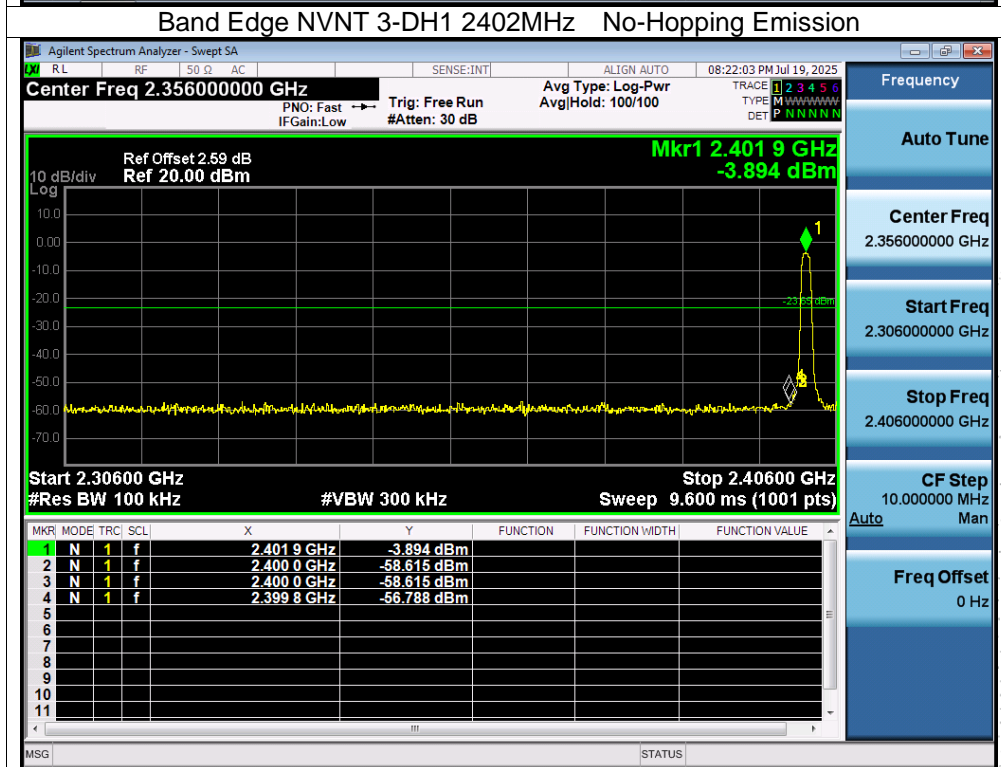 Band Edge NVNT 3-DH1 2402MHz No-Hopping Emission
Agilent Spectrum Analyzer - Swept SA
LXI RL RF 50 Ω AC SENSE:INT ALIGN AUTO 08:22:03 PM Jul 19, 2025
Center Freq 2.356000000 GHz
PNO: Fast
IFGain:Low
Trig: Free Run
#Atten: 30 dB
Avg Type: Log-Pwr
Avg|Hold: 100/100
TRACE 1 2 3 4 5 6
TYPE M WWWWW
DET P N N N N N
Ref Offset 2.59 dB
Ref 20.00 dBm
10 dB/div
Log
Mkr1 2.401 9 GHz
-3.894 dBm
10.0
0.00
-10.0
-20.0
-30.0
-40.0
-50.0
-60.0
-70.0
1
Start 2.30600 GHz
#Res BW 100 kHz
#VBW 300 kHz
Stop 2.40600 GHz
Sweep 9.600 ms (1001 pts)
MKR MODE TRC SCL X Y FUNCTION FUNCTION WIDTH FUNCTION VALUE
1 N 1 f 2.401 9 GHz -3.894 dBm
2 N 1 f 2.400 0 GHz -58.615 dBm
3 N 1 f 2.400 0 GHz -58.615 dBm
4 N 1 f 2.399 8 GHz -56.788 dBm
5
6
7
8
9
10
11
MSG STATUS
Frequency
Auto Tune
Center Freq
2.356000000 GHz
Start Freq
2.306000000 GHz
Stop Freq
2.406000000 GHz
CF Step
10.000000 MHz
Auto Man
Freq Offset
0 Hz